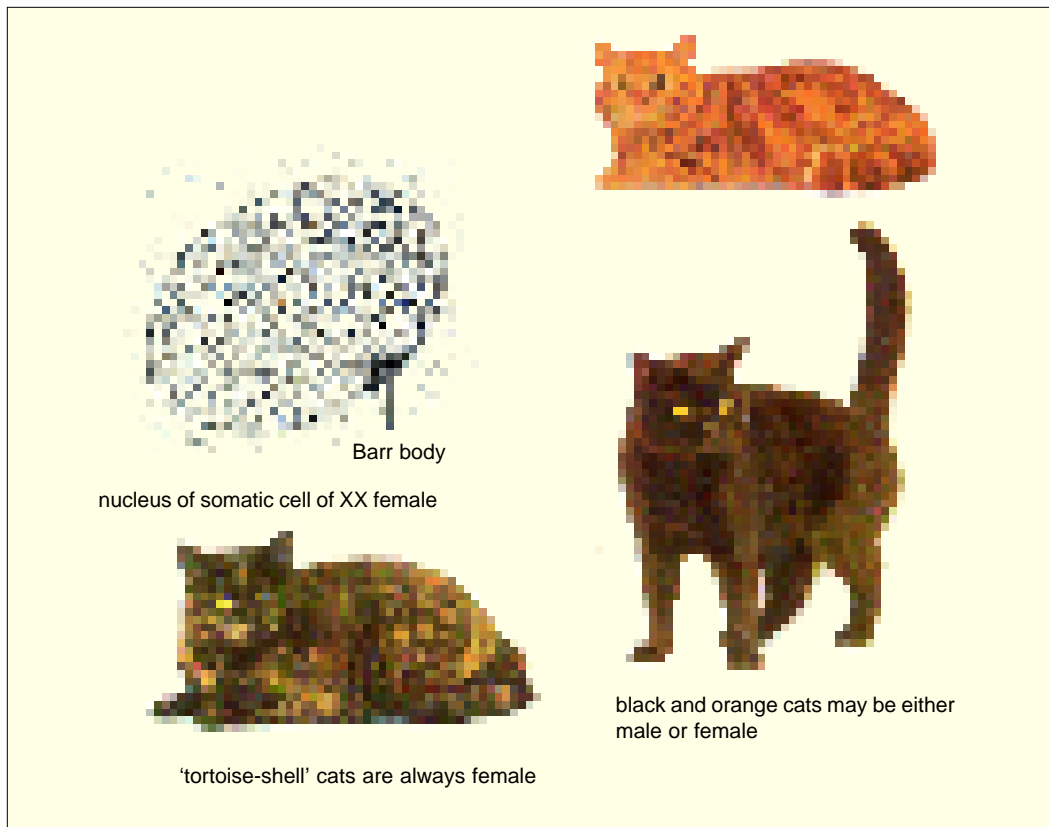 Barr body
nucleus of somatic cell of XX female
black and orange cats may be either
male or female
‘tortoise-shell’ cats are always female